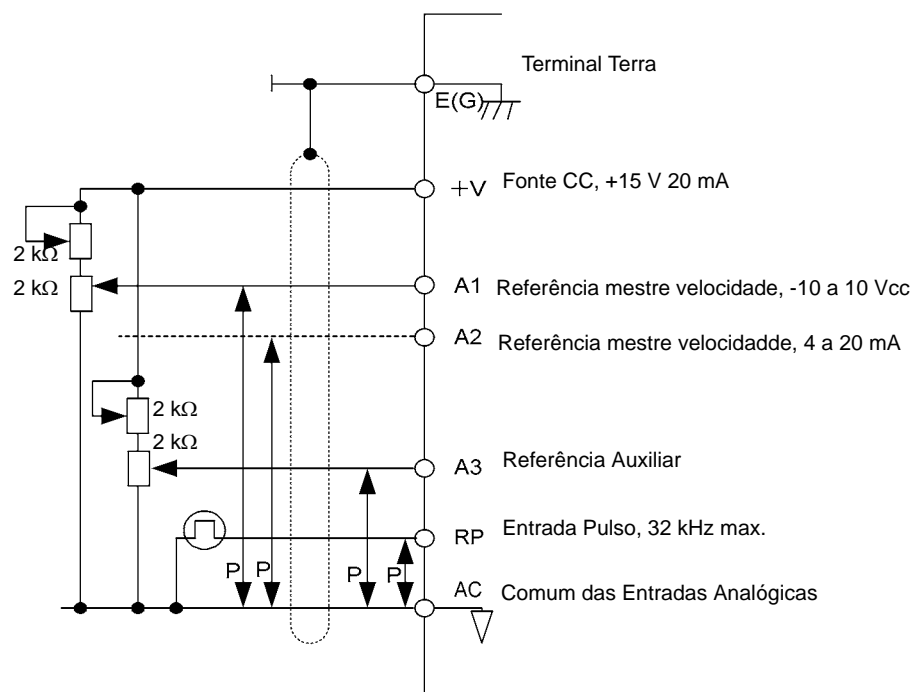 Terminal Terra
E(G)
+V Fonte CC, +15 V 20 mA
2 kΩ
2 kΩ
A1 Referência mestre velocidade, -10 a 10 Vcc
A2 Referência mestre velocidadde, 4 a 20 mA
2 kΩ
2 kΩ
A3 Referência Auxiliar
RP Entrada Pulso, 32 kHz max.
P P P P
AC Comum das Entradas Analógicas